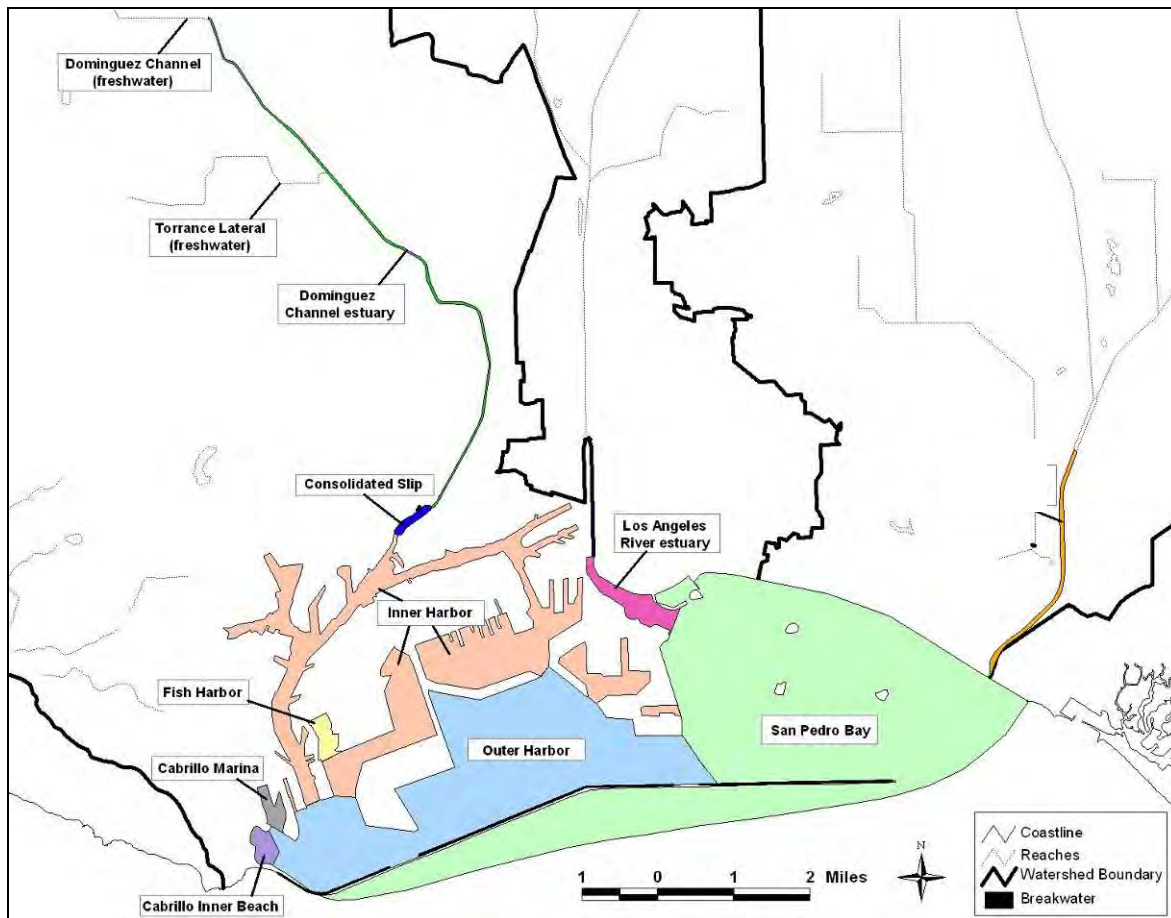 Dominguez Channel
(freshwater)
Torrance Lateral
(freshwater)
Dominguez
Channel estuary
Consolidated Slip
Los Angeles
River estuary
Inner Harbor
Fish Harbor
San Pedro Bay
Outer Harbor
Cabrillo Marina
Cabrillo Inner Beach
1 0 1 2 Miles
N
Coastline
Reaches
Watershed Boundary
Breakwater